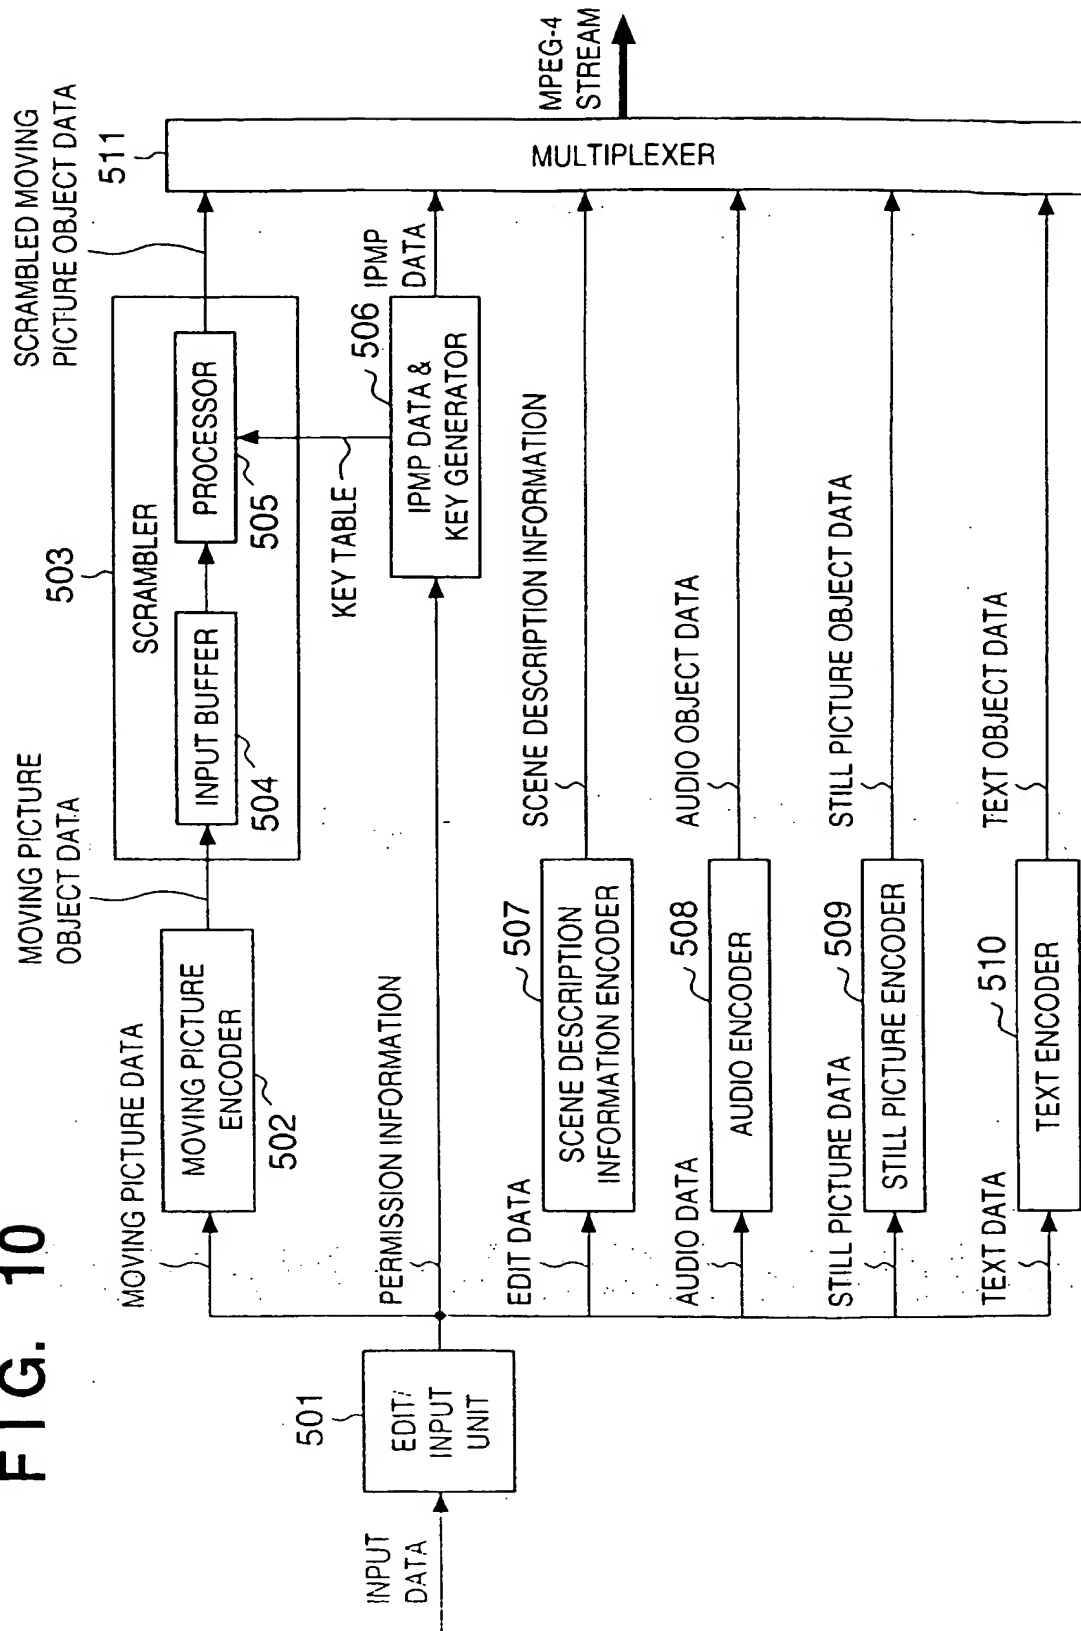 FIG. 10
INPUT
DATA
501
EDIT/
INPUT
UNIT
MOVING PICTURE DATA
MOVING PICTURE
ENCODER
502
MOVING PICTURE
OBJECT DATA
503
SCRAMBLER
INPUT BUFFER
504
PROCESSOR
505
SCRAMBLED MOVING
PICTURE OBJECT DATA
PERMISSION INFORMATION
KEY TABLE
506
IPMP DATA &
KEY GENERATOR
IPMP
DATA
EDIT DATA
507
SCENE DESCRIPTION
INFORMATION ENCODER
SCENE DESCRIPTION INFORMATION
AUDIO DATA
508
AUDIO ENCODER
AUDIO OBJECT DATA
STILL PICTURE DATA
509
STILL PICTURE ENCODER
STILL PICTURE OBJECT DATA
TEXT DATA
510
TEXT ENCODER
TEXT OBJECT DATA
511
MULTIPLEXER
MPEG-4
STREAM